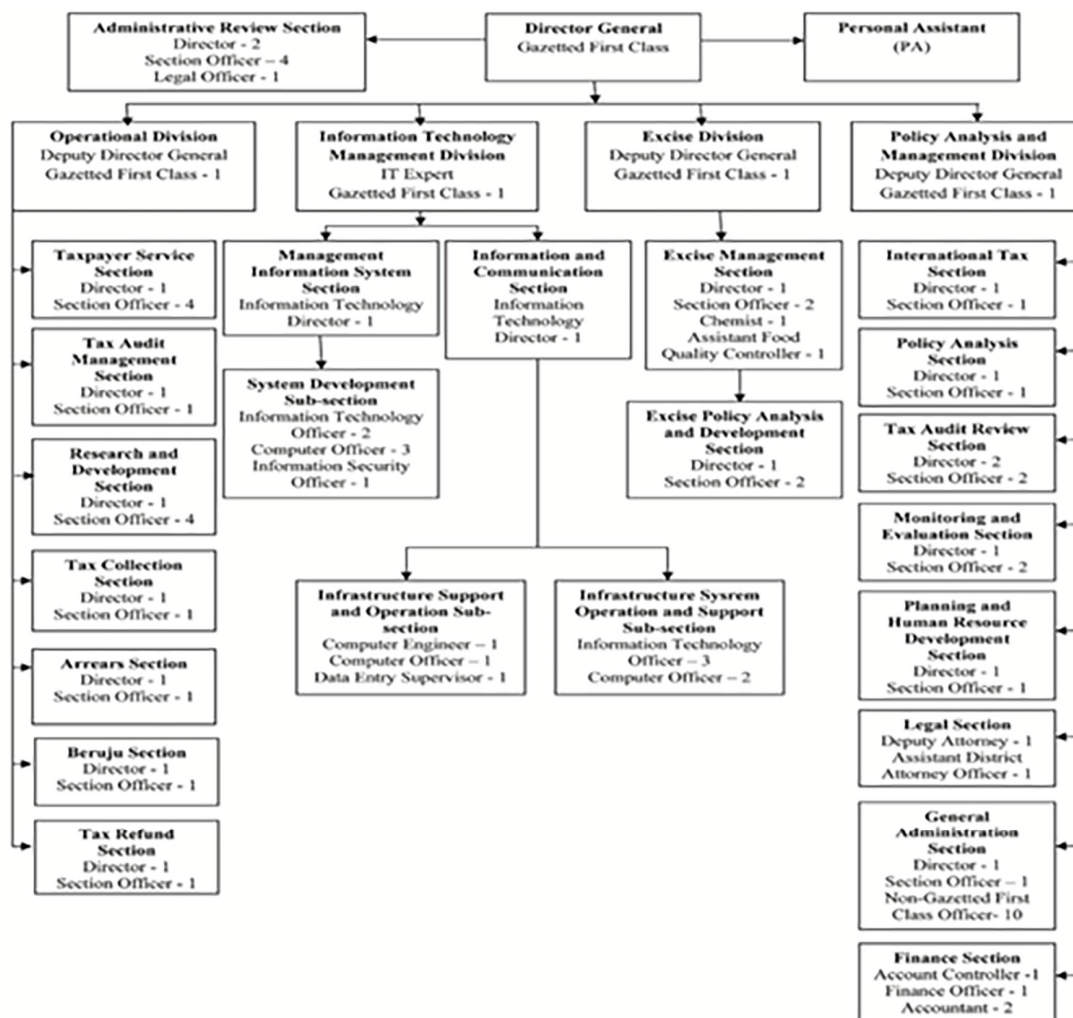 Administrative Review Section
Director - 2
Section Officer – 4
Legal Officer - 1
Director General
Gazetted First Class
Personal Assistant
(PA)
Operational Division
Deputy Director General
Gazetted First Class - 1
Information Technology
Management Division
IT Expert
Gazetted First Class - 1
Excise Division
Deputy Director General
Gazetted First Class - 1
Policy Analysis and
Management Division
Deputy Director General
Gazetted First Class - 1
Taxpayer Service
Section
Director - 1
Section Officer - 4
Tax Audit
Management Section
Director - 1
Section Officer - 1
Research and
Development
Section
Director - 1
Section Officer - 4
Tax Collection
Section
Director - 1
Section Officer - 1
Arrears Section
Director - 1
Section Officer - 1
Beruju Section
Director - 1
Section Officer - 1
Tax Refund
Section
Director - 1
Section Officer - 1
Management
Information System
Section
Information Technology
Director - 1
System Development
Sub-section
Information Technology
Officer - 2
Computer Officer - 3
Information Security
Officer - 1
Information and
Communication
Section
Information
Technology
Director - 1
Infrastructure Support
and Operation Sub-
section
Computer Engineer – 1
Computer Officer – 1
Data Entry Supervisor - 1
Infrastructure Sysrem
Operation and Support
Sub-section
Information Technology
Officer – 3
Computer Officer – 2
Excise Management
Section
Director - 1
Section Officer - 2
Chemist - 1
Assistant Food
Quality Controller - 1
Excise Policy Analysis
and Development
Section
Director - 1
Section Officer - 2
International Tax
Section
Director - 1
Section Officer - 1
Policy Analysis
Section
Director - 1
Section Officer - 1
Tax Audit Review
Section
Director - 2
Section Officer - 2
Monitoring and
Evaluation Section
Director - 1
Section Officer - 2
Planning and
Human Resource
Development
Section
Director - 1
Section Officer - 1
Legal Section
Deputy Attorney - 1
Assistant District
Attorney Officer - 1
General
Administration
Section
Director - 1
Section Officer – 1
Non-Gazetted First
Class Officer- 10
Finance Section
Account Controller -1
Finance Officer - 1
Accountant - 2